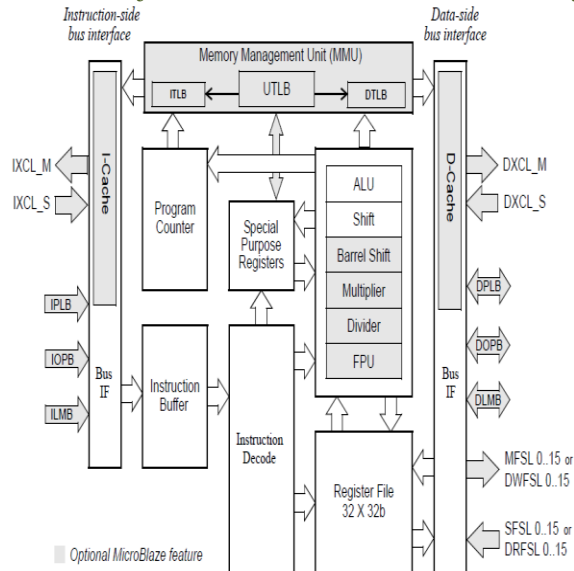 Instruction-side
bus interface
Data-side
bus interface
Memory Management Unit (MMU)
ITLB
UTLB
DTLB
IXCL_M
IXCL_S
I-Cache
D-Cache
DXCL_M
DXCL_S
Program
Counter
Special
Purpose
Registers
ALU
Shift
Barrel Shift
Multiplier
Divider
FPU
IPLB
IOPB
ILMB
Bus
IF
Instruction
Buffer
Instruction
Decode
Register File
32 X 32b
Bus
IF
DPLB
DOPB
DLMB
MFSL 0..15 or
DWFSL 0..15
SFSL 0..15 or
DRFSL 0..15
Optional MicroBlaze feature